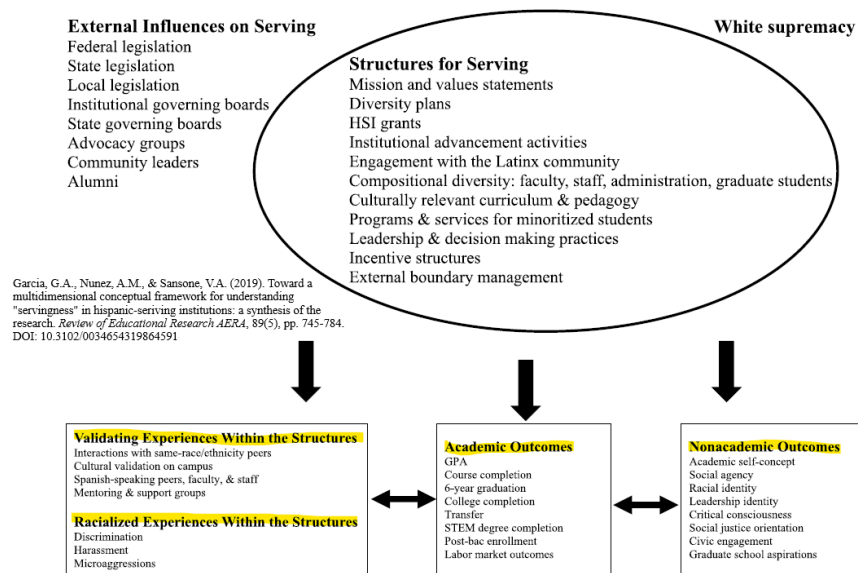 External Influences on Serving
Federal legislation
State legislation
Local legislation
Institutional governing boards
State governing boards
Advocacy groups
Community leaders
Alumni
White supremacy
Structures for Serving
Mission and values statements
Diversity plans
HSI grants
Institutional advancement activities
Engagement with the Latinx community
Compositional diversity: faculty, staff, administration, graduate students
Culturally relevant curriculum & pedagogy
Programs & services for minoritized students
Leadership & decision making practices
Incentive structures
External boundary management
Garcia, G.A., Nunez, A.M., & Sansone, V.A. (2019). Toward a
multidimensional conceptual framework for understanding
"servingness" in hispanic-seriving institutions: a synthesis of the
research. Review of Educational Research AERA, 89(5), pp. 745-784.
DOI: 10.3102/0034654319864591
Validating Experiences Within the Structures
Interactions with same-race/ethnicity peers
Cultural validation on campus
Spanish-speaking peers, faculty, & staff
Mentoring & support groups
Racialized Experiences Within the Structures
Discrimination
Harassment
Microaggressions
Academic Outcomes
GPA
Course completion
6-year graduation
College completion
Transfer
STEM degree completion
Post-bac enrollment
Labor market outcomes
Nonacademic Outcomes
Academic self-concept
Social agency
Racial identity
Leadership identity
Critical consciousness
Social justice orientation
Civic engagement
Graduate school aspirations